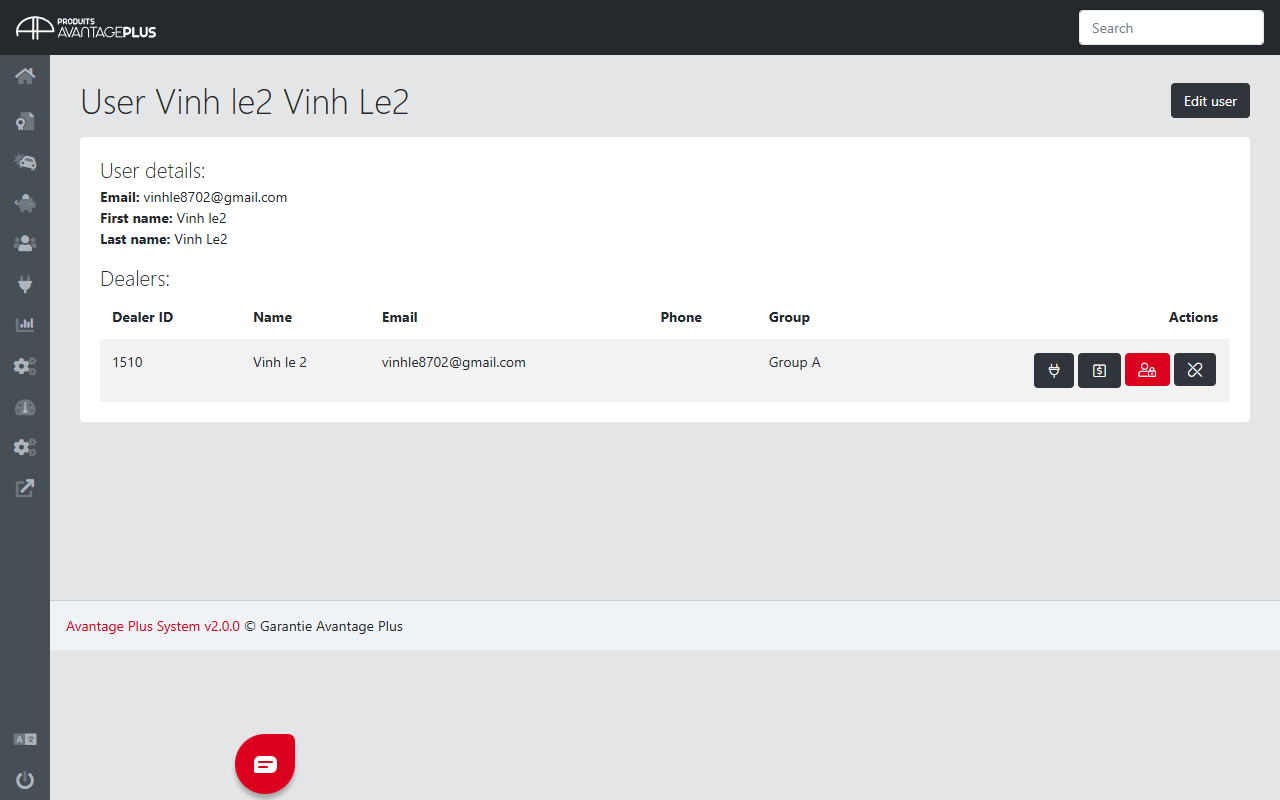 PRODUITS
AVANTAGEPLUS
Search
User Vinh le2 Vinh Le2
Edit user
User details:
Email: vinhle8702@gmail.com
First name: Vinh le2
Last name: Vinh Le2
Dealers:
Dealer ID Name Email Phone Group Actions
1510 Vinh le 2 vinhle8702@gmail.com Group A
Avantage Plus System v2.0.0 © Garantie Avantage Plus